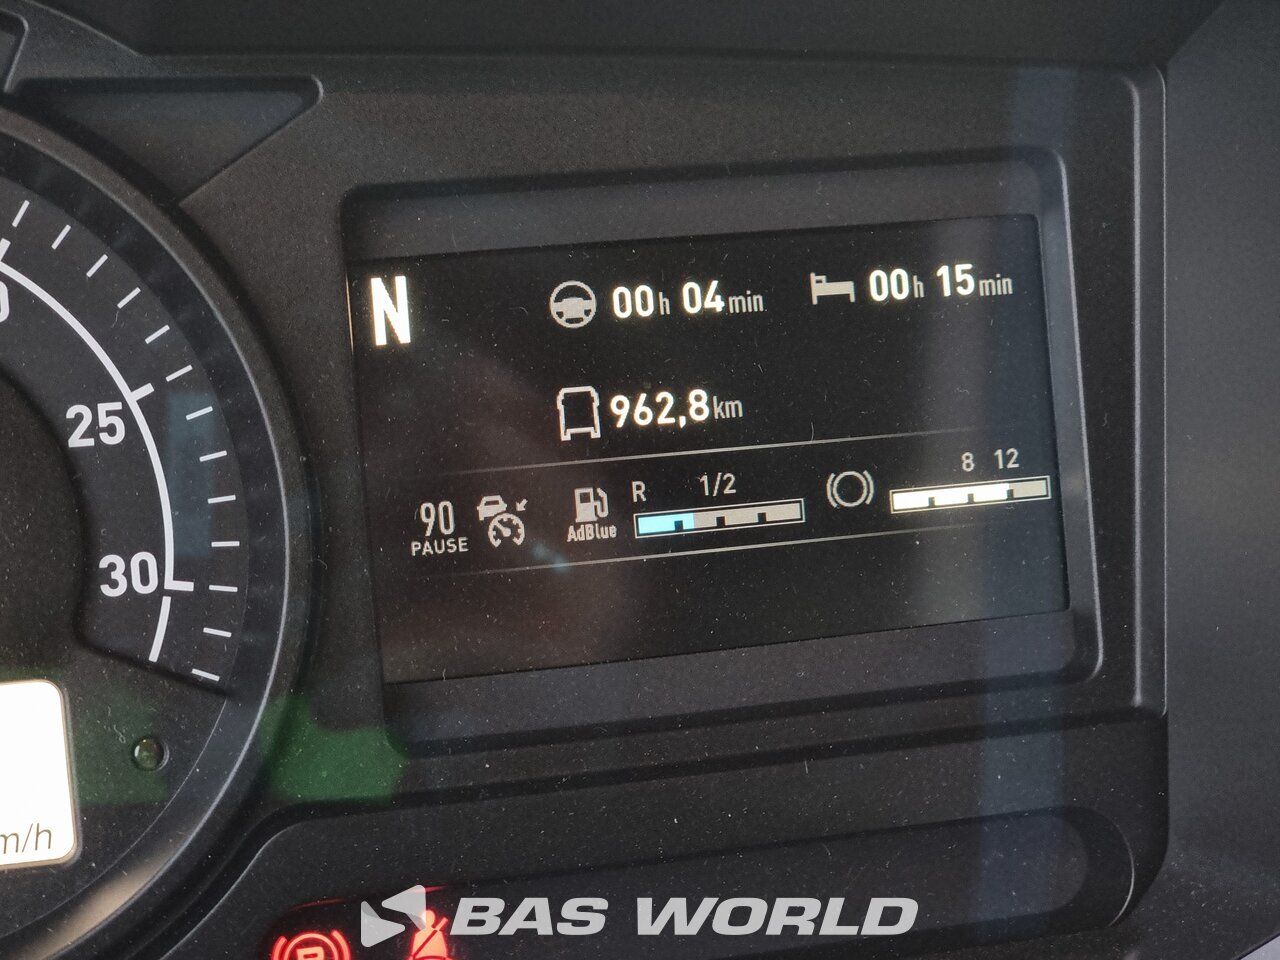 N
00h 04min
00h 15min
962,8km
R 1/2
8 12
90
PAUSE
AdBlue
25
30
m/h
P
BAS WORLD